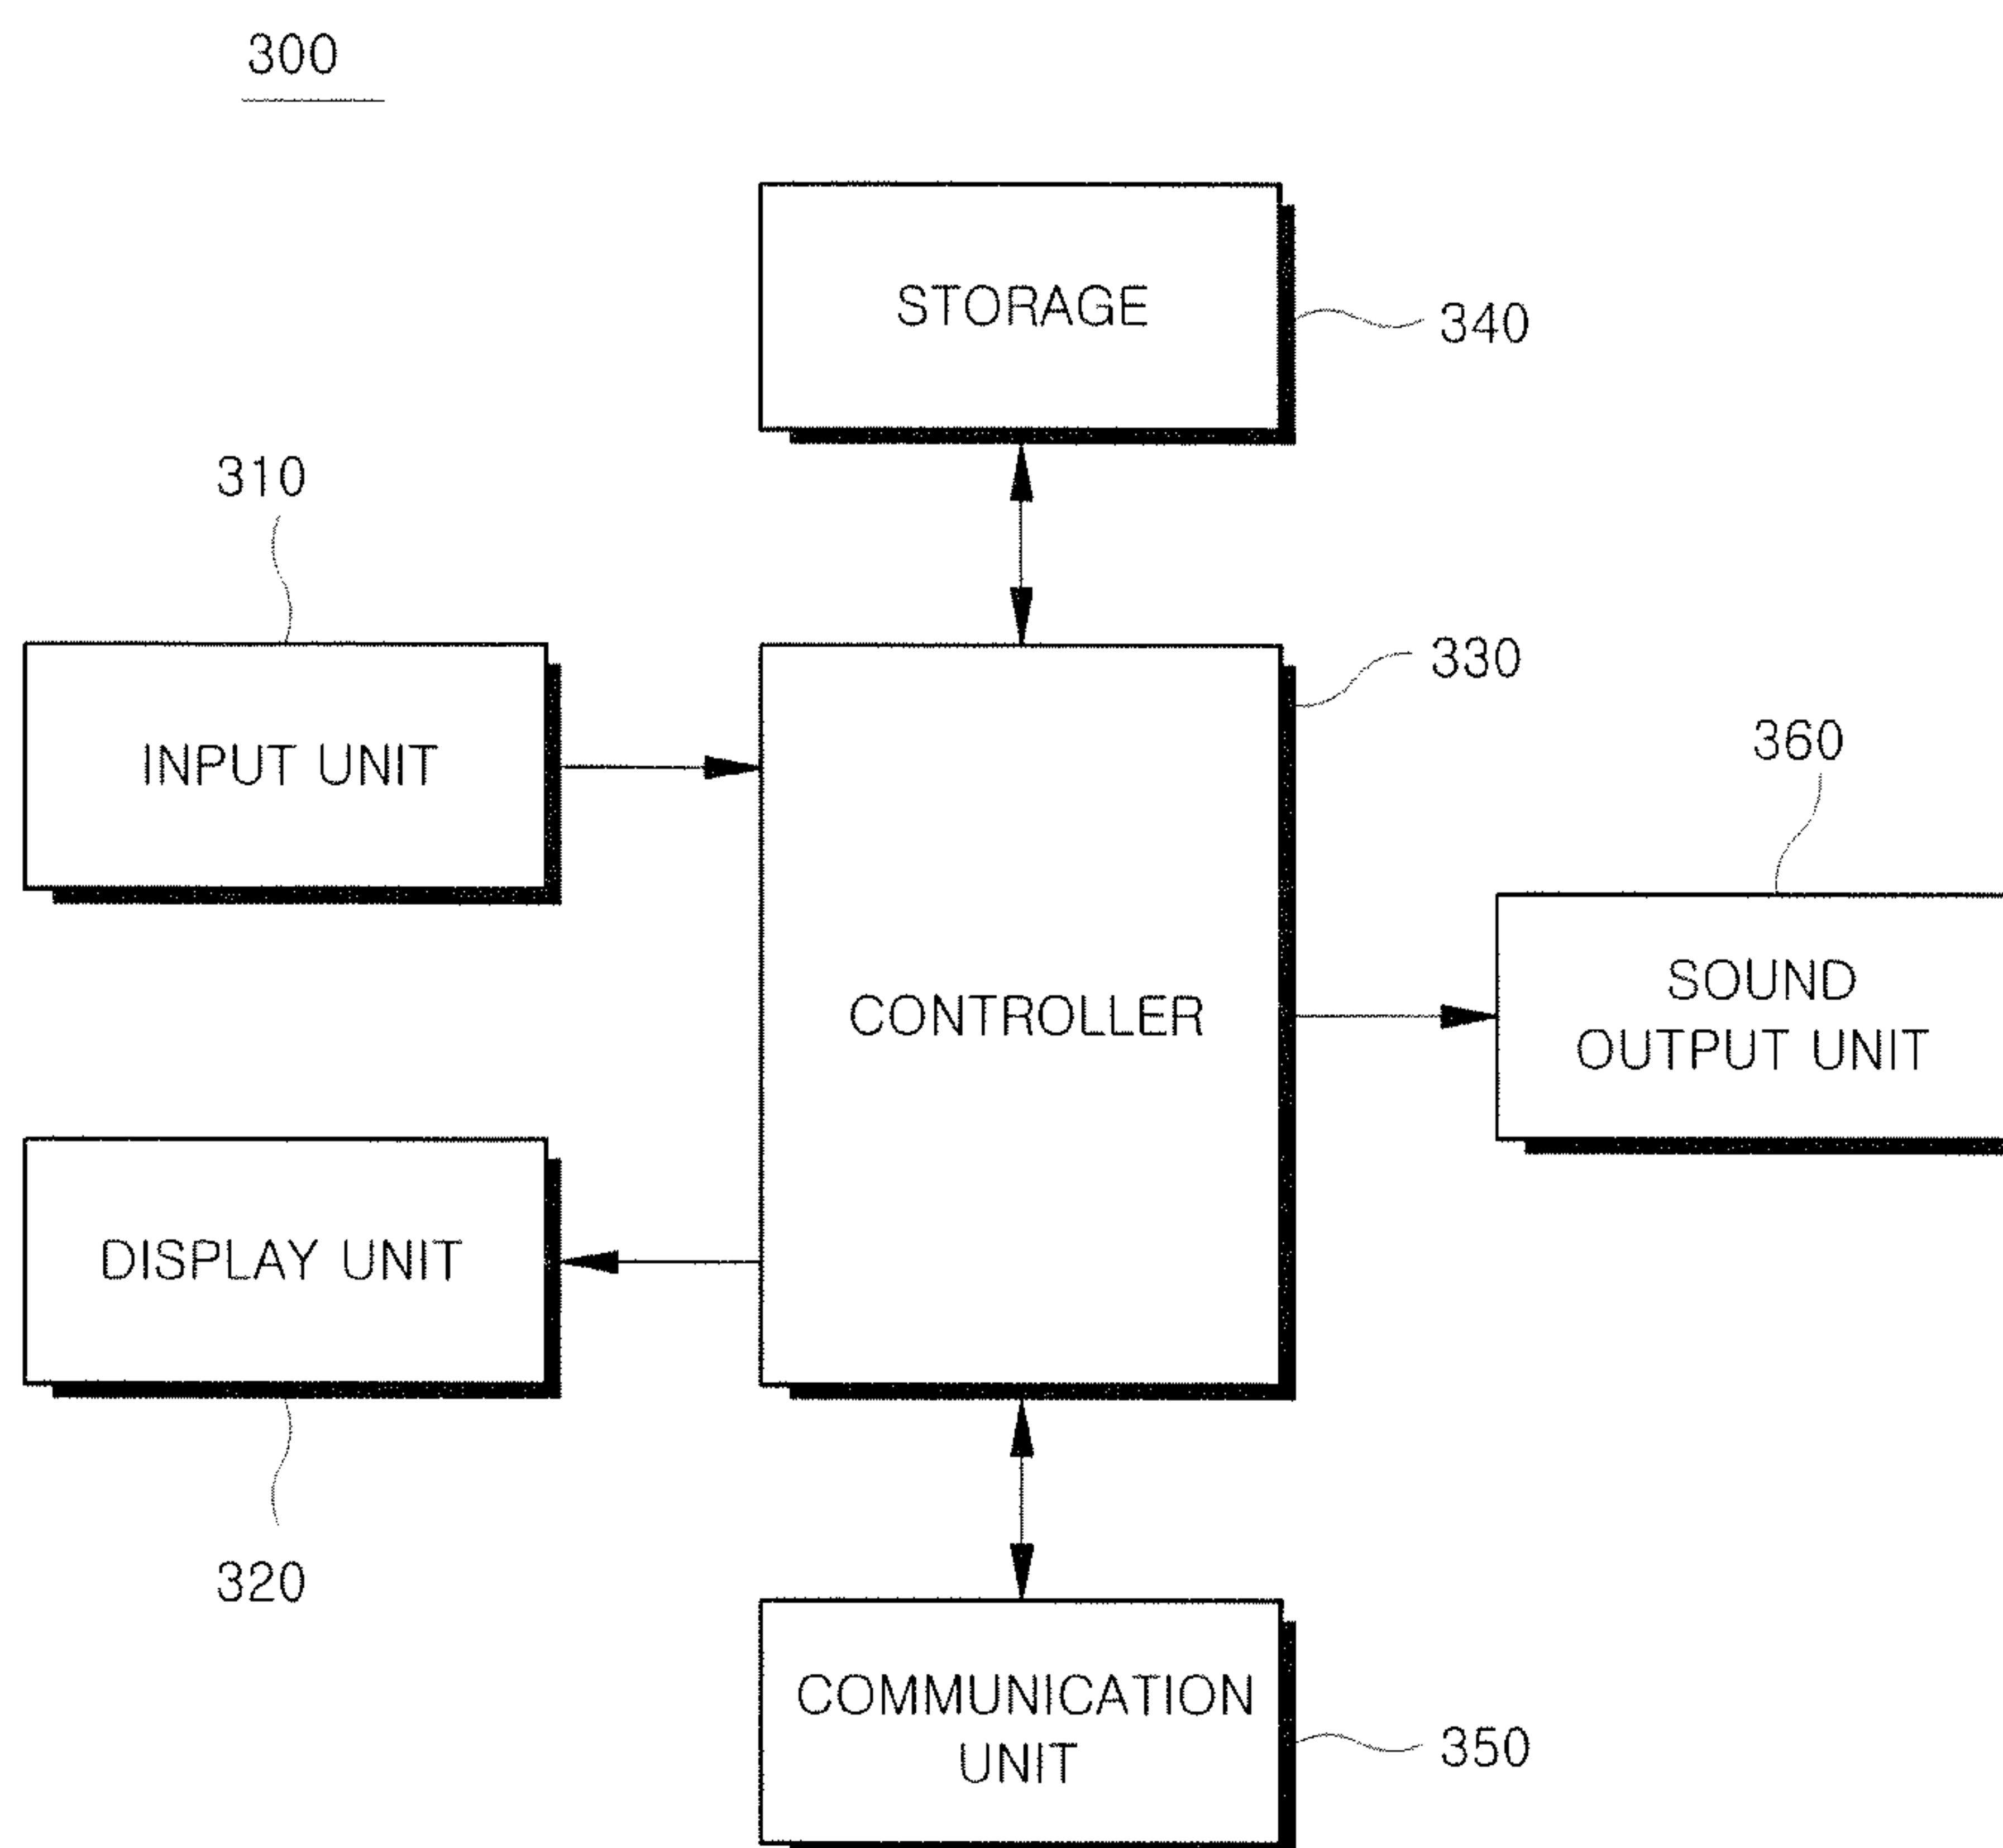 300
STORAGE
340
310
330
INPUT UNIT
360
CONTROLLER
SOUND
OUTPUT UNIT
DISPLAY UNIT
320
COMMUNICATION
UNIT
350